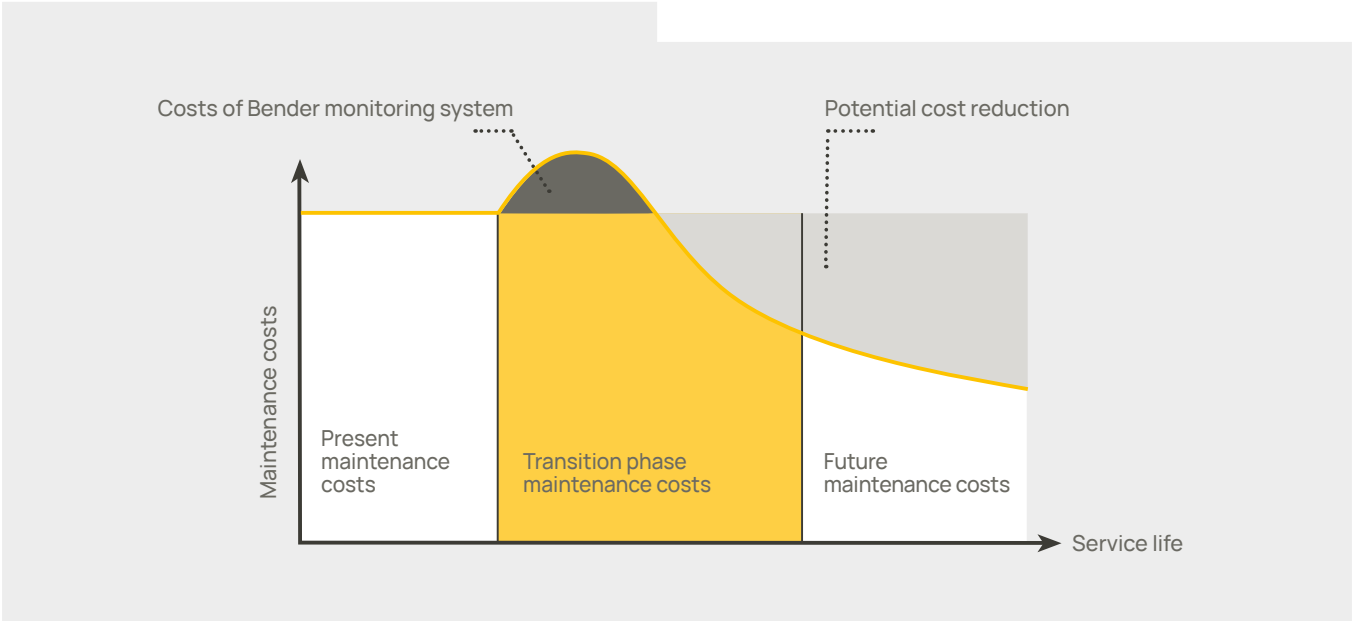 Costs of Bender monitoring system
Potential cost reduction
Maintenance costs
Present
maintenance
costs
Transition phase
maintenance costs
Future
maintenance costs
Service life